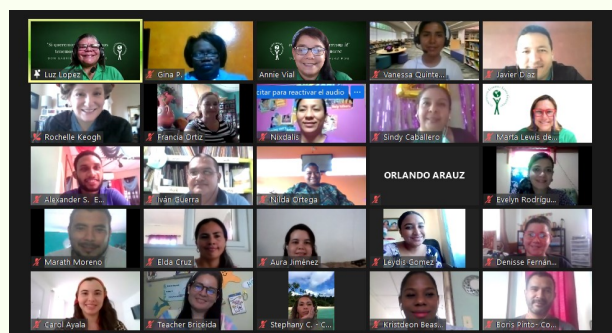 Luz Lopez
Gina P.
Annie Vial
Vanessa Quinte...
Javier Diaz
Rochelle Keogh
Francia Ortiz
citar para reactivar el audio ...
Nixdalis
Sindy Caballero
Marta Lewis de...
Alexander S. E...
Iván Guerra
Nilda Ortega
ORLANDO ARAUZ
Evelyn Rodrígu...
Marath Moreno
Elda Cruz
Aura Jiménez
Leydis Gomez
Denisse Fernán...
Carol Ayala
Teacher Briceida
Stephany C. - C...
Kristdeon Beas...
Boris Pinto- Co...